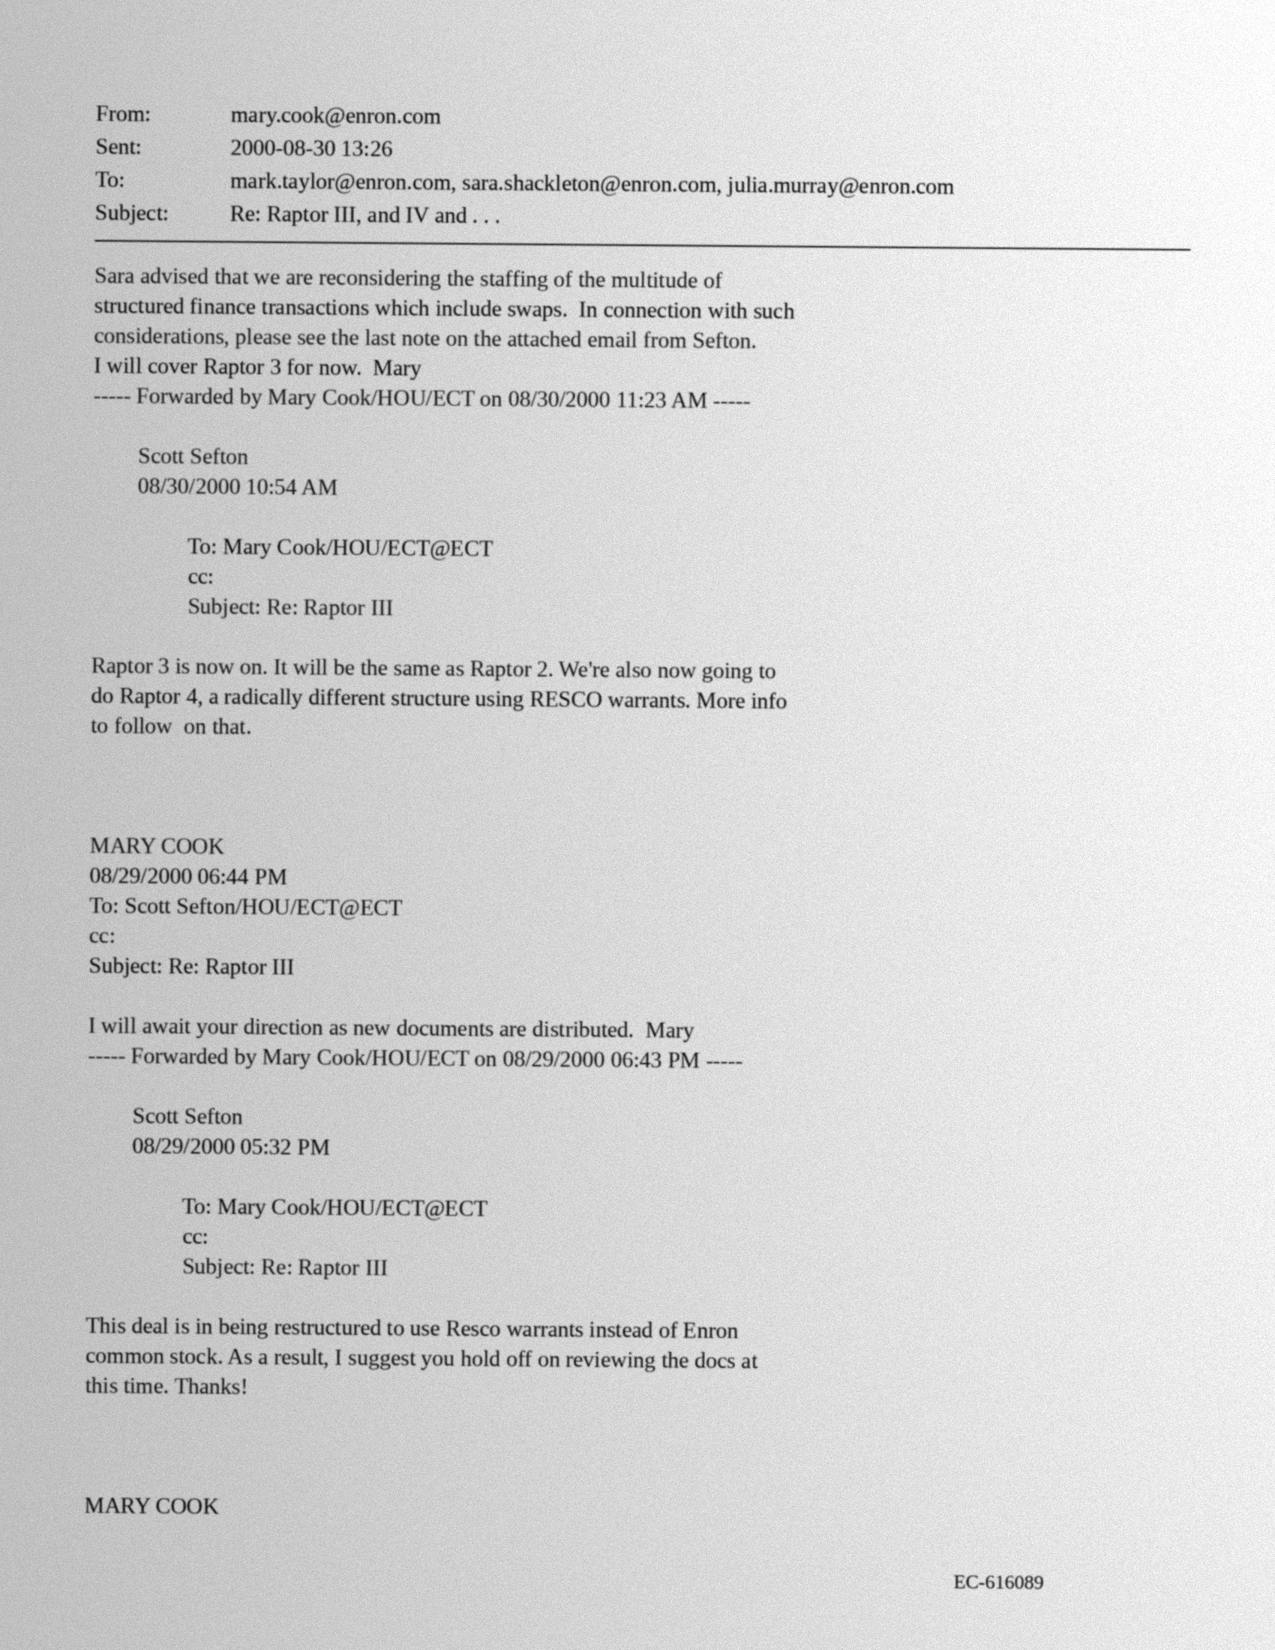 From: mary.cook@enron.com
Sent: 2000-08-30 13:26
To: mark.taylor@enron.com, sara.shackleton@enron.com, julia.murray@enron.com
Subject: Re: Raptor III, and IV and . . .
Sara advised that we are reconsidering the staffing of the multitude of
structured finance transactions which include swaps.  In connection with such
considerations, please see the last note on the attached email from Sefton.
I will cover Raptor 3 for now.  Mary
----- Forwarded by Mary Cook/HOU/ECT on 08/30/2000 11:23 AM -----
Scott Sefton
08/30/2000 10:54 AM
To: Mary Cook/HOU/ECT@ECT
cc:
Subject: Re: Raptor III
Raptor 3 is now on. It will be the same as Raptor 2. We're also now going to
do Raptor 4, a radically different structure using RESCO warrants. More info
to follow  on that.
MARY COOK
08/29/2000 06:44 PM
To: Scott Sefton/HOU/ECT@ECT
cc:
Subject: Re: Raptor III
I will await your direction as new documents are distributed.  Mary
----- Forwarded by Mary Cook/HOU/ECT on 08/29/2000 06:43 PM -----
Scott Sefton
08/29/2000 05:32 PM
To: Mary Cook/HOU/ECT@ECT
cc:
Subject: Re: Raptor III
This deal is in being restructured to use Resco warrants instead of Enron
common stock. As a result, I suggest you hold off on reviewing the docs at
this time. Thanks!
MARY COOK
EC-616089